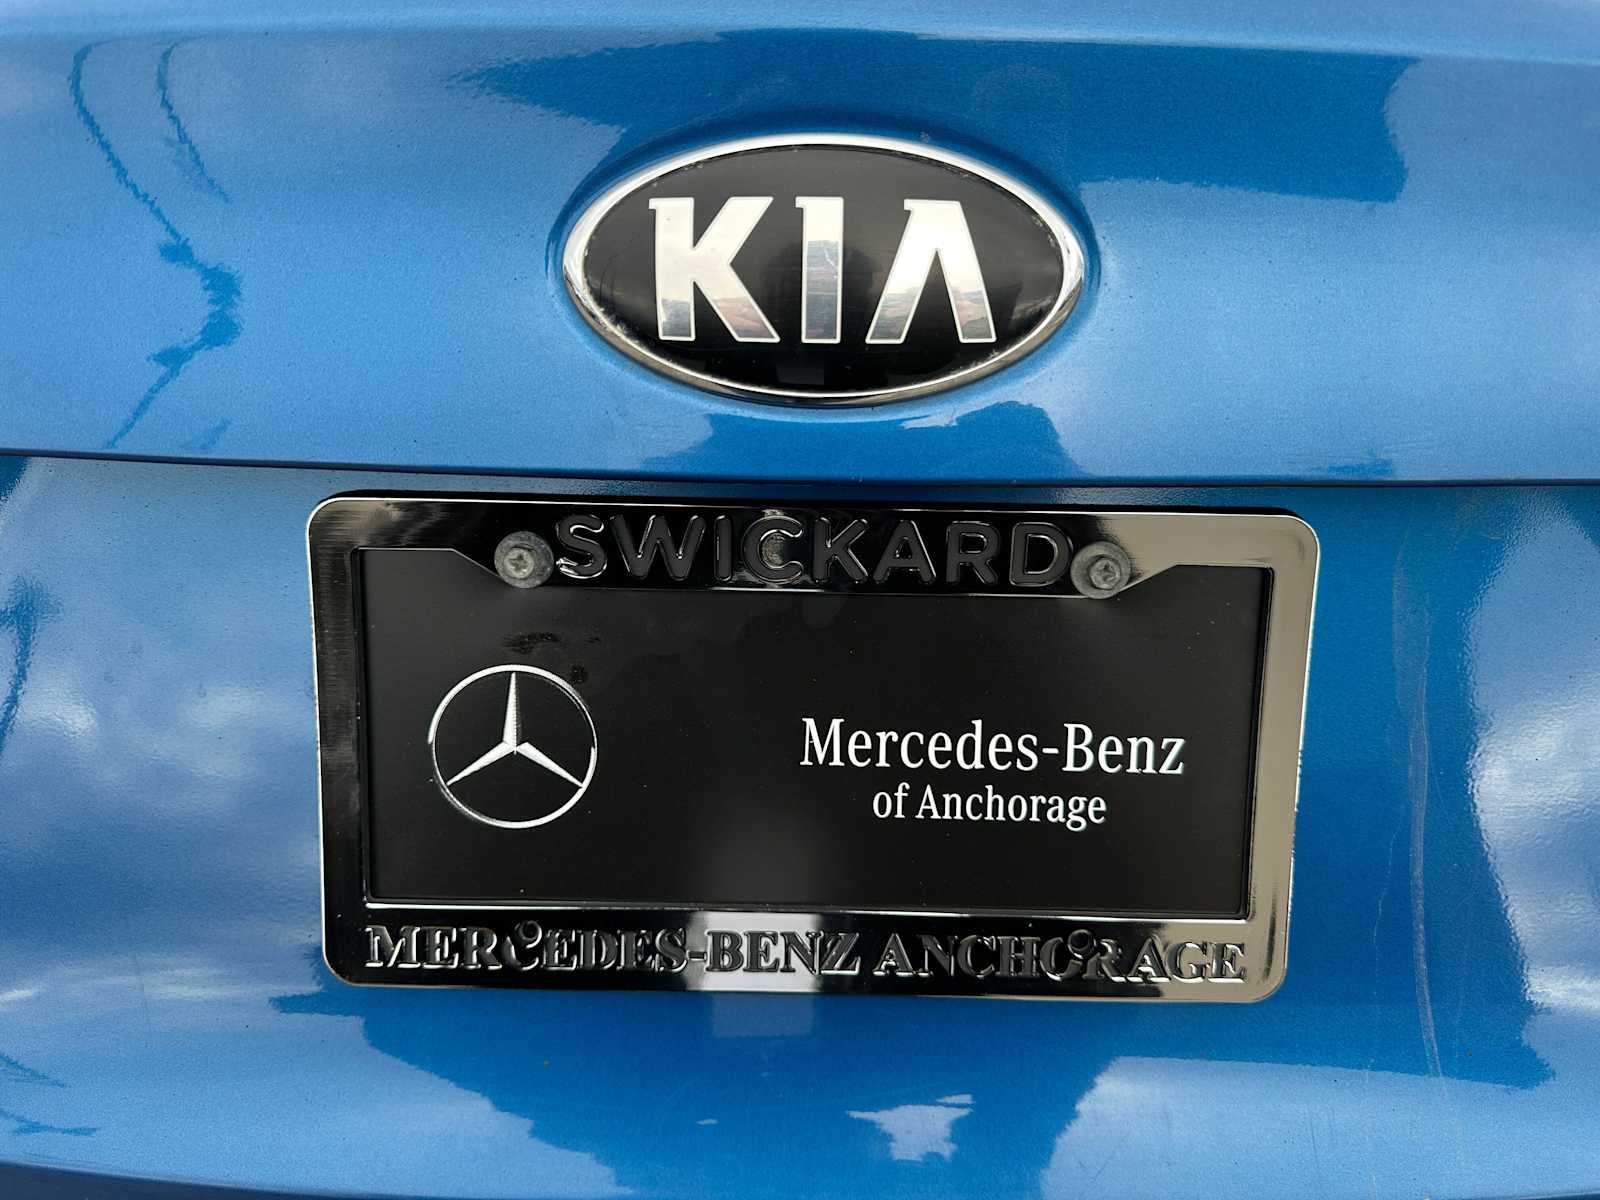 KIA
SWICKARD
Mercedes-Benz
of Anchorage
MERCEDES-BENZ ANCHORAGE